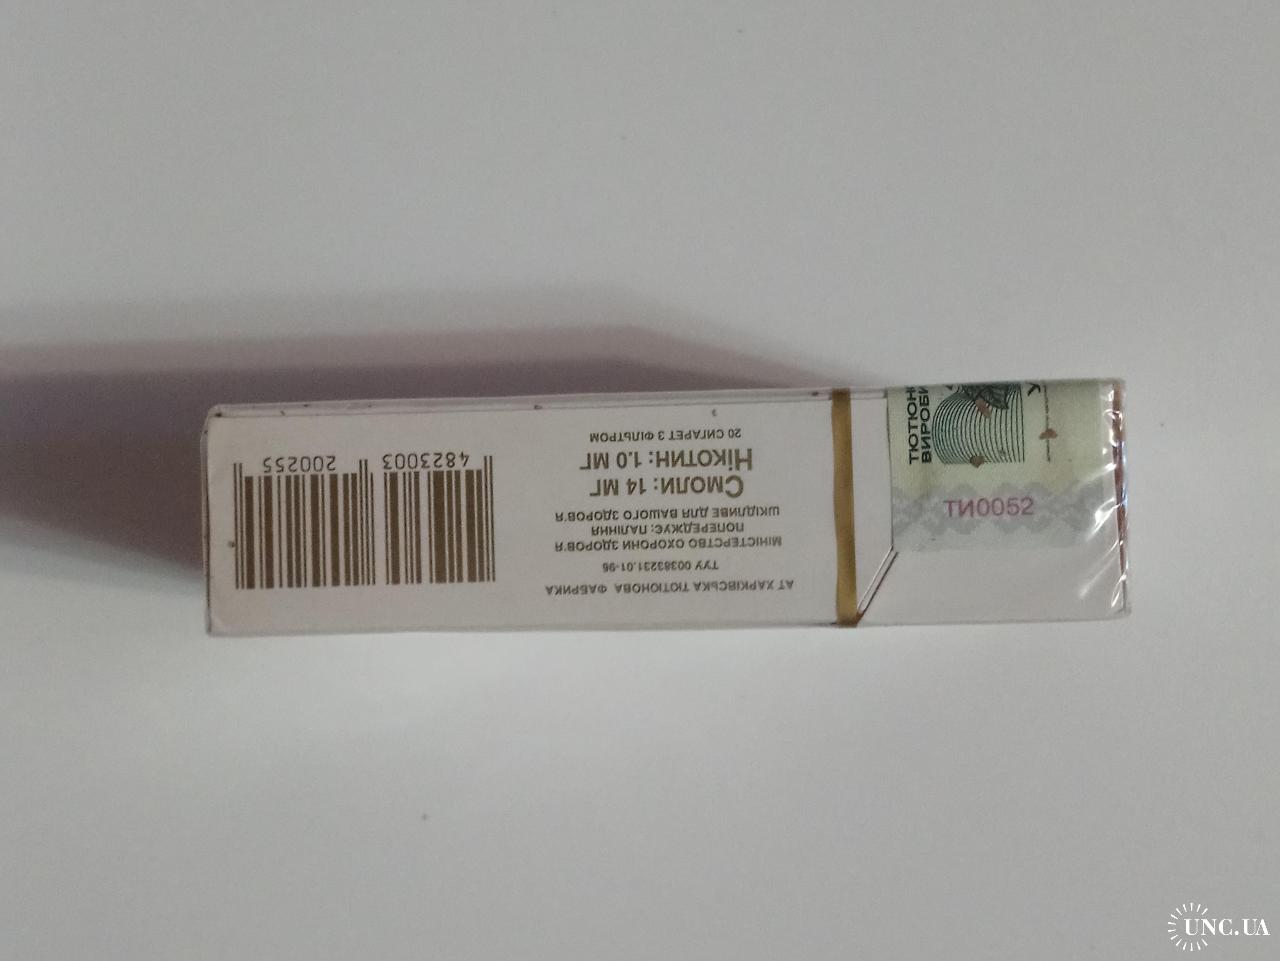 АТ ХАРКІВСЬКА ТЮТЮНОВА ФАБРИКА
ТУУ 00383231.01-96
МІНІСТЕРСТВО ОХОРОНИ ЗДОРОВ'Я
ПОПЕРЕДЖУЄ: ПАЛІННЯ
ШКІДЛИВЕ ДЛЯ ВАШОГО ЗДОРОВ'Я
СМОЛИ: 14 МГ
НІКОТИН: 1.0 МГ
20 СИГАРЕТ З ФІЛЬТРОМ
4823003 200255
ТЮТЮН
ВИРОБИ
У
ТИ0052
UNC.UA